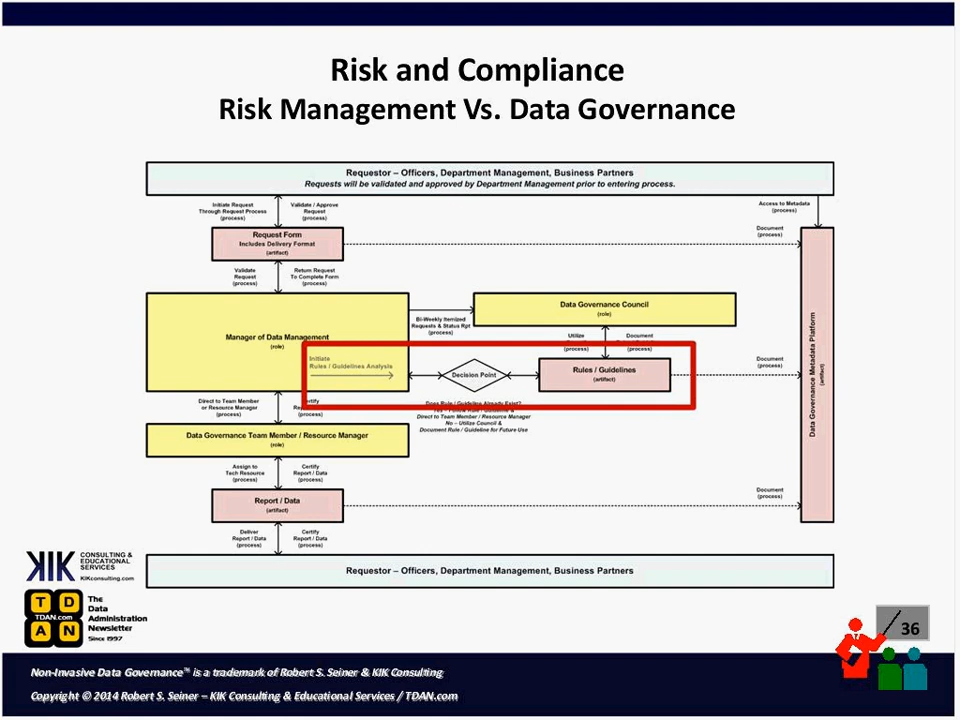 Risk and Compliance
Risk Management Vs. Data Governance
Requestor – Officers, Department Management, Business Partners
Requests will be validated and approved by Department Management prior to entering process.
Initiate Request
Through Request Process
(process)
Validate / Approve
Request
(process)
Access to Metadata
(process)
Request Form
Includes Delivery Format
(artifact)
Document
(process)
Validate
Request
(process)
Return Request
To Complete Form
(process)
Manager of Data Management
(role)
Initiate
Rules / Guidelines Analysis
Bi-Weekly Itemized
Requests & Status Rpt
(process)
Data Governance Council
(role)
Utilize
(process)
Document
(process)
Decision Point
Rules / Guidelines
(artifact)
Document
(process)
Data Governance Metadata Platform
(artifact)
Does Rule / Guideline Already Exist?
Yes – Follow Rule / Guideline &
Direct to Team Member / Resource Manager
No – Utilize Council &
Document Rule / Guideline for Future Use
Direct to Team Member
or Resource Manager
(process)
Certify
(process)
Data Governance Team Member / Resource Manager
(role)
Assign to
Tech Resource
(process)
Certify
Report / Data
(process)
Report / Data
(artifact)
Document
(process)
Deliver
Report / Data
(process)
Certify
Report / Data
(process)
Requestor – Officers, Department Management, Business Partners
KIK
CONSULTING &
EDUCATIONAL
SERVICES
KIKconsulting.com
T D
TDAN.com
A N
The
Data
Administration
Newsletter
Since 1997
36
Non-Invasive Data Governance™ is a trademark of Robert S. Seiner & KIK Consulting
Copyright © 2014 Robert S. Seiner – KIK Consulting & Educational Services / TDAN.com